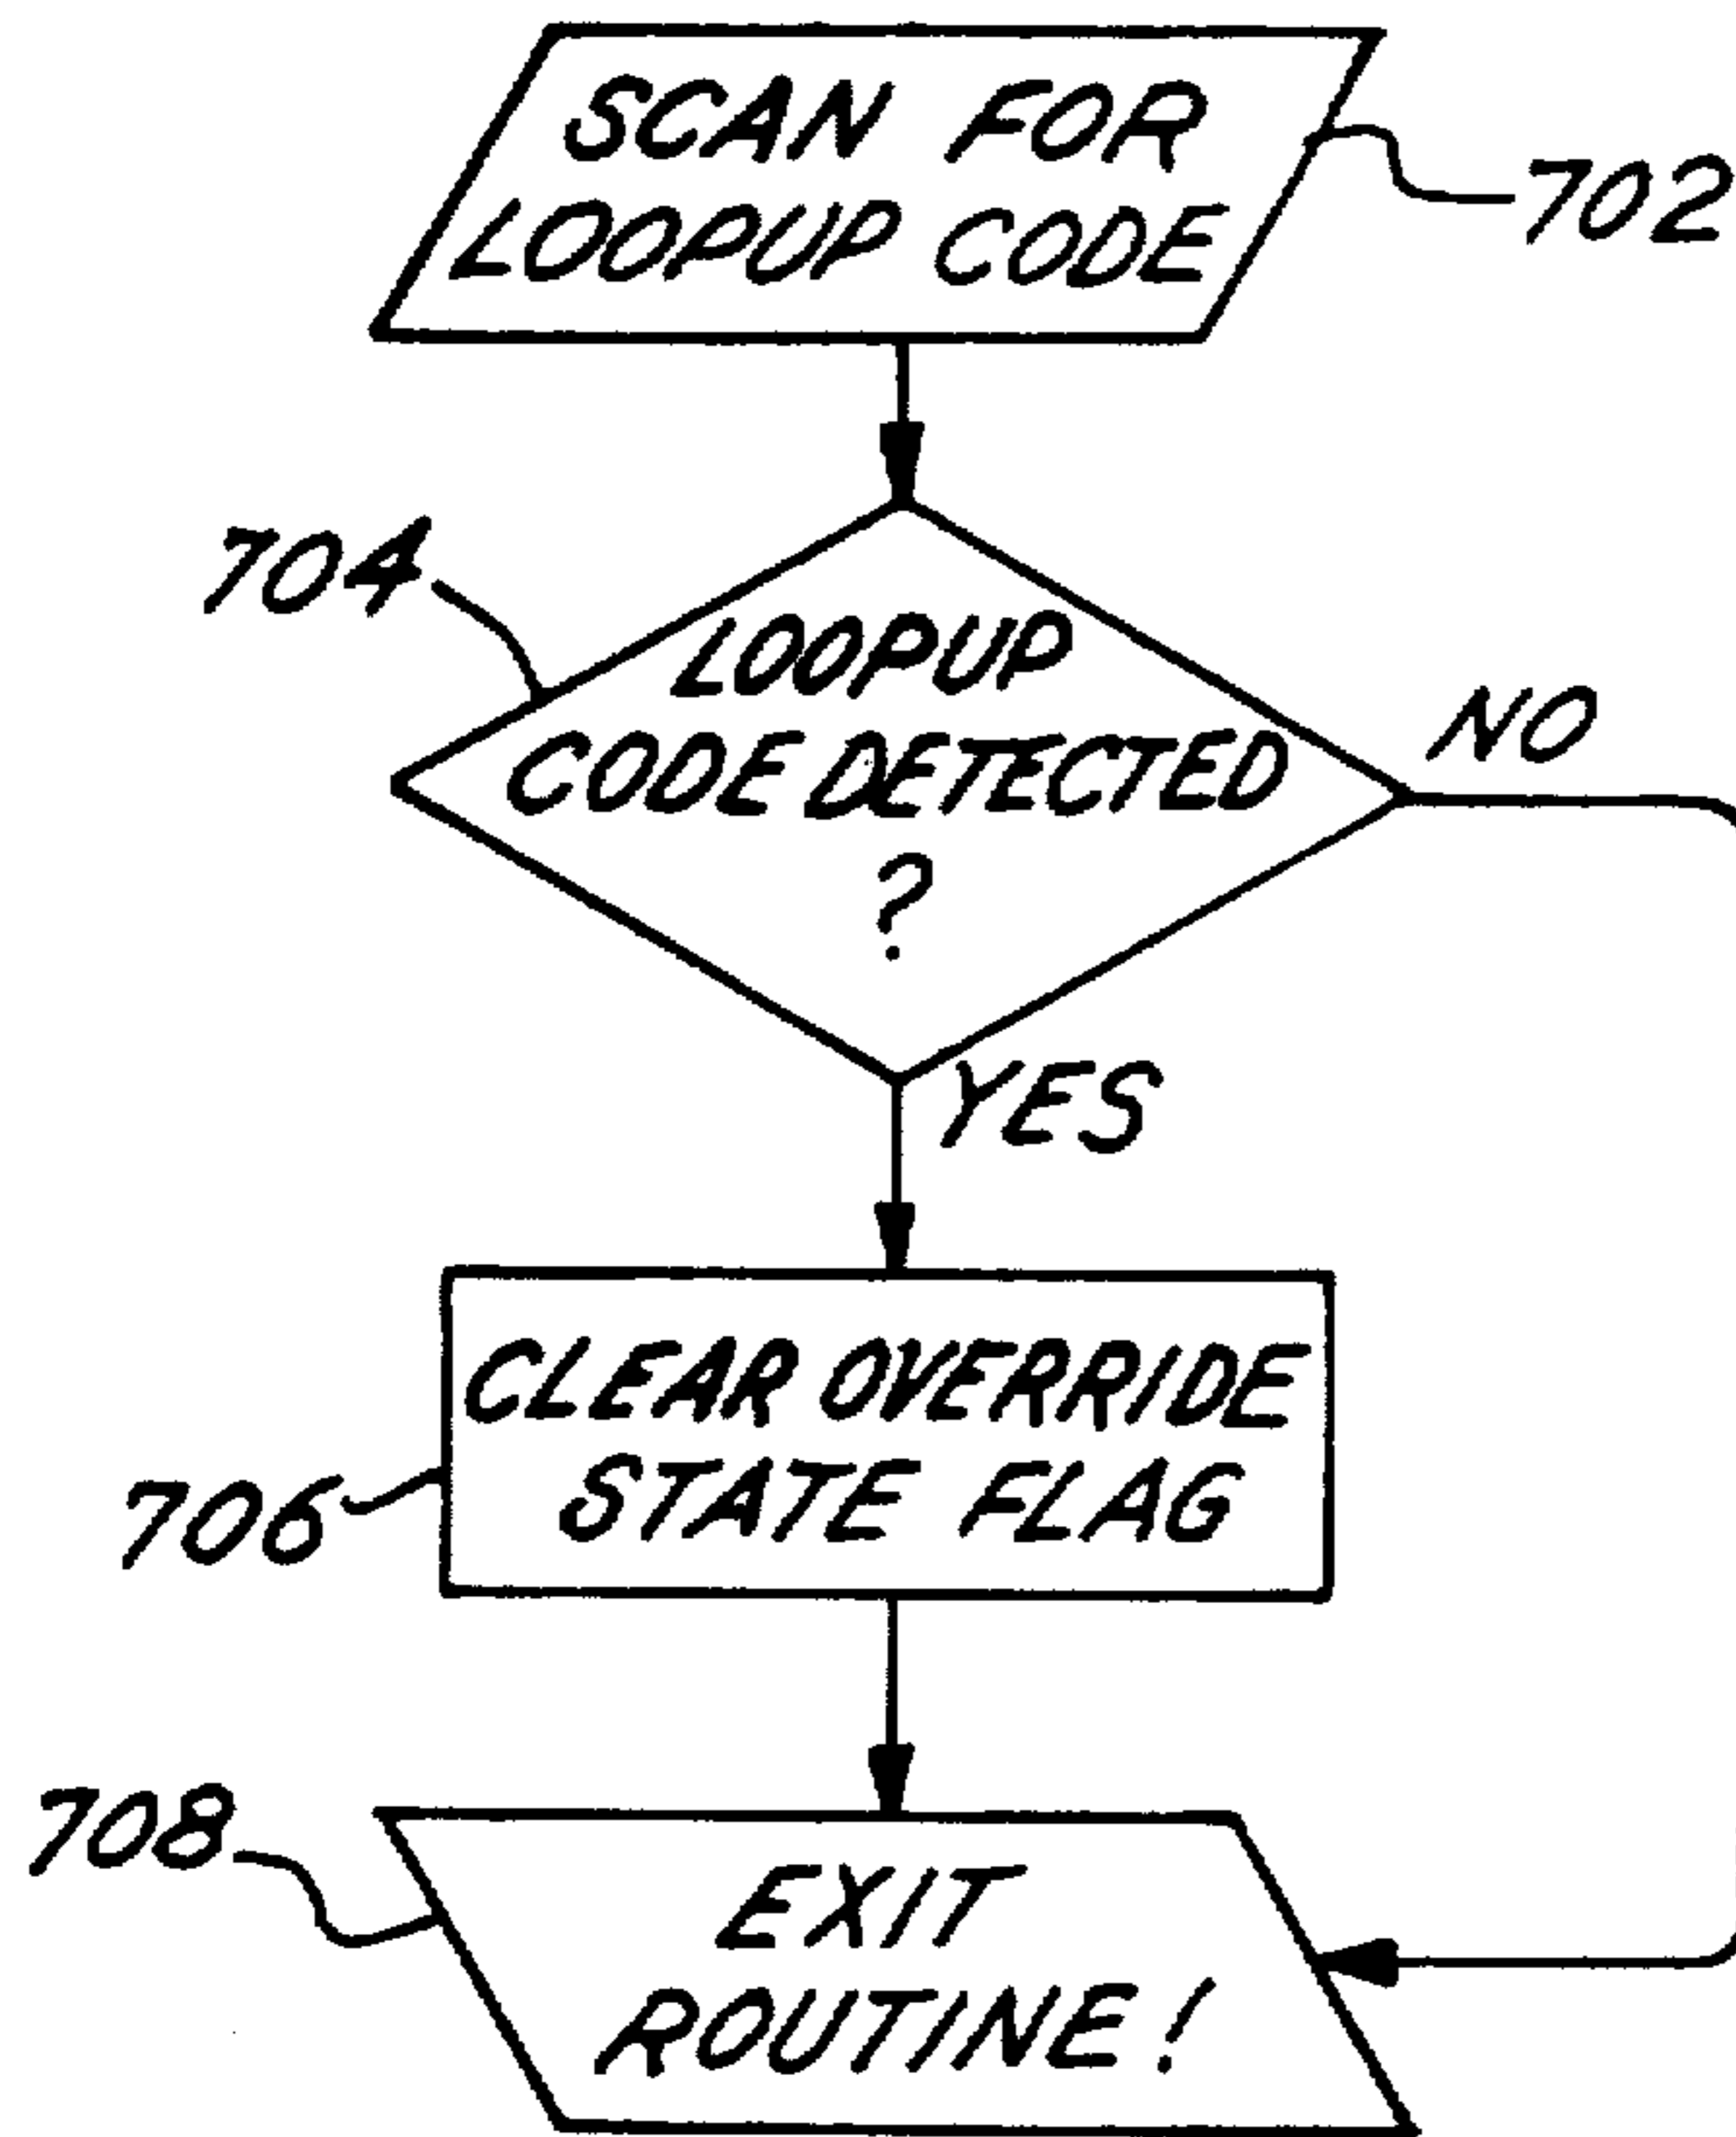 SCAN FOR
LOOPUP CODE
702
704
LOOPUP
CODE DETECTED
?
NO
YES
CLEAR OVERRIDE
STATE FLAG
706
708
EXIT
ROUTINE!